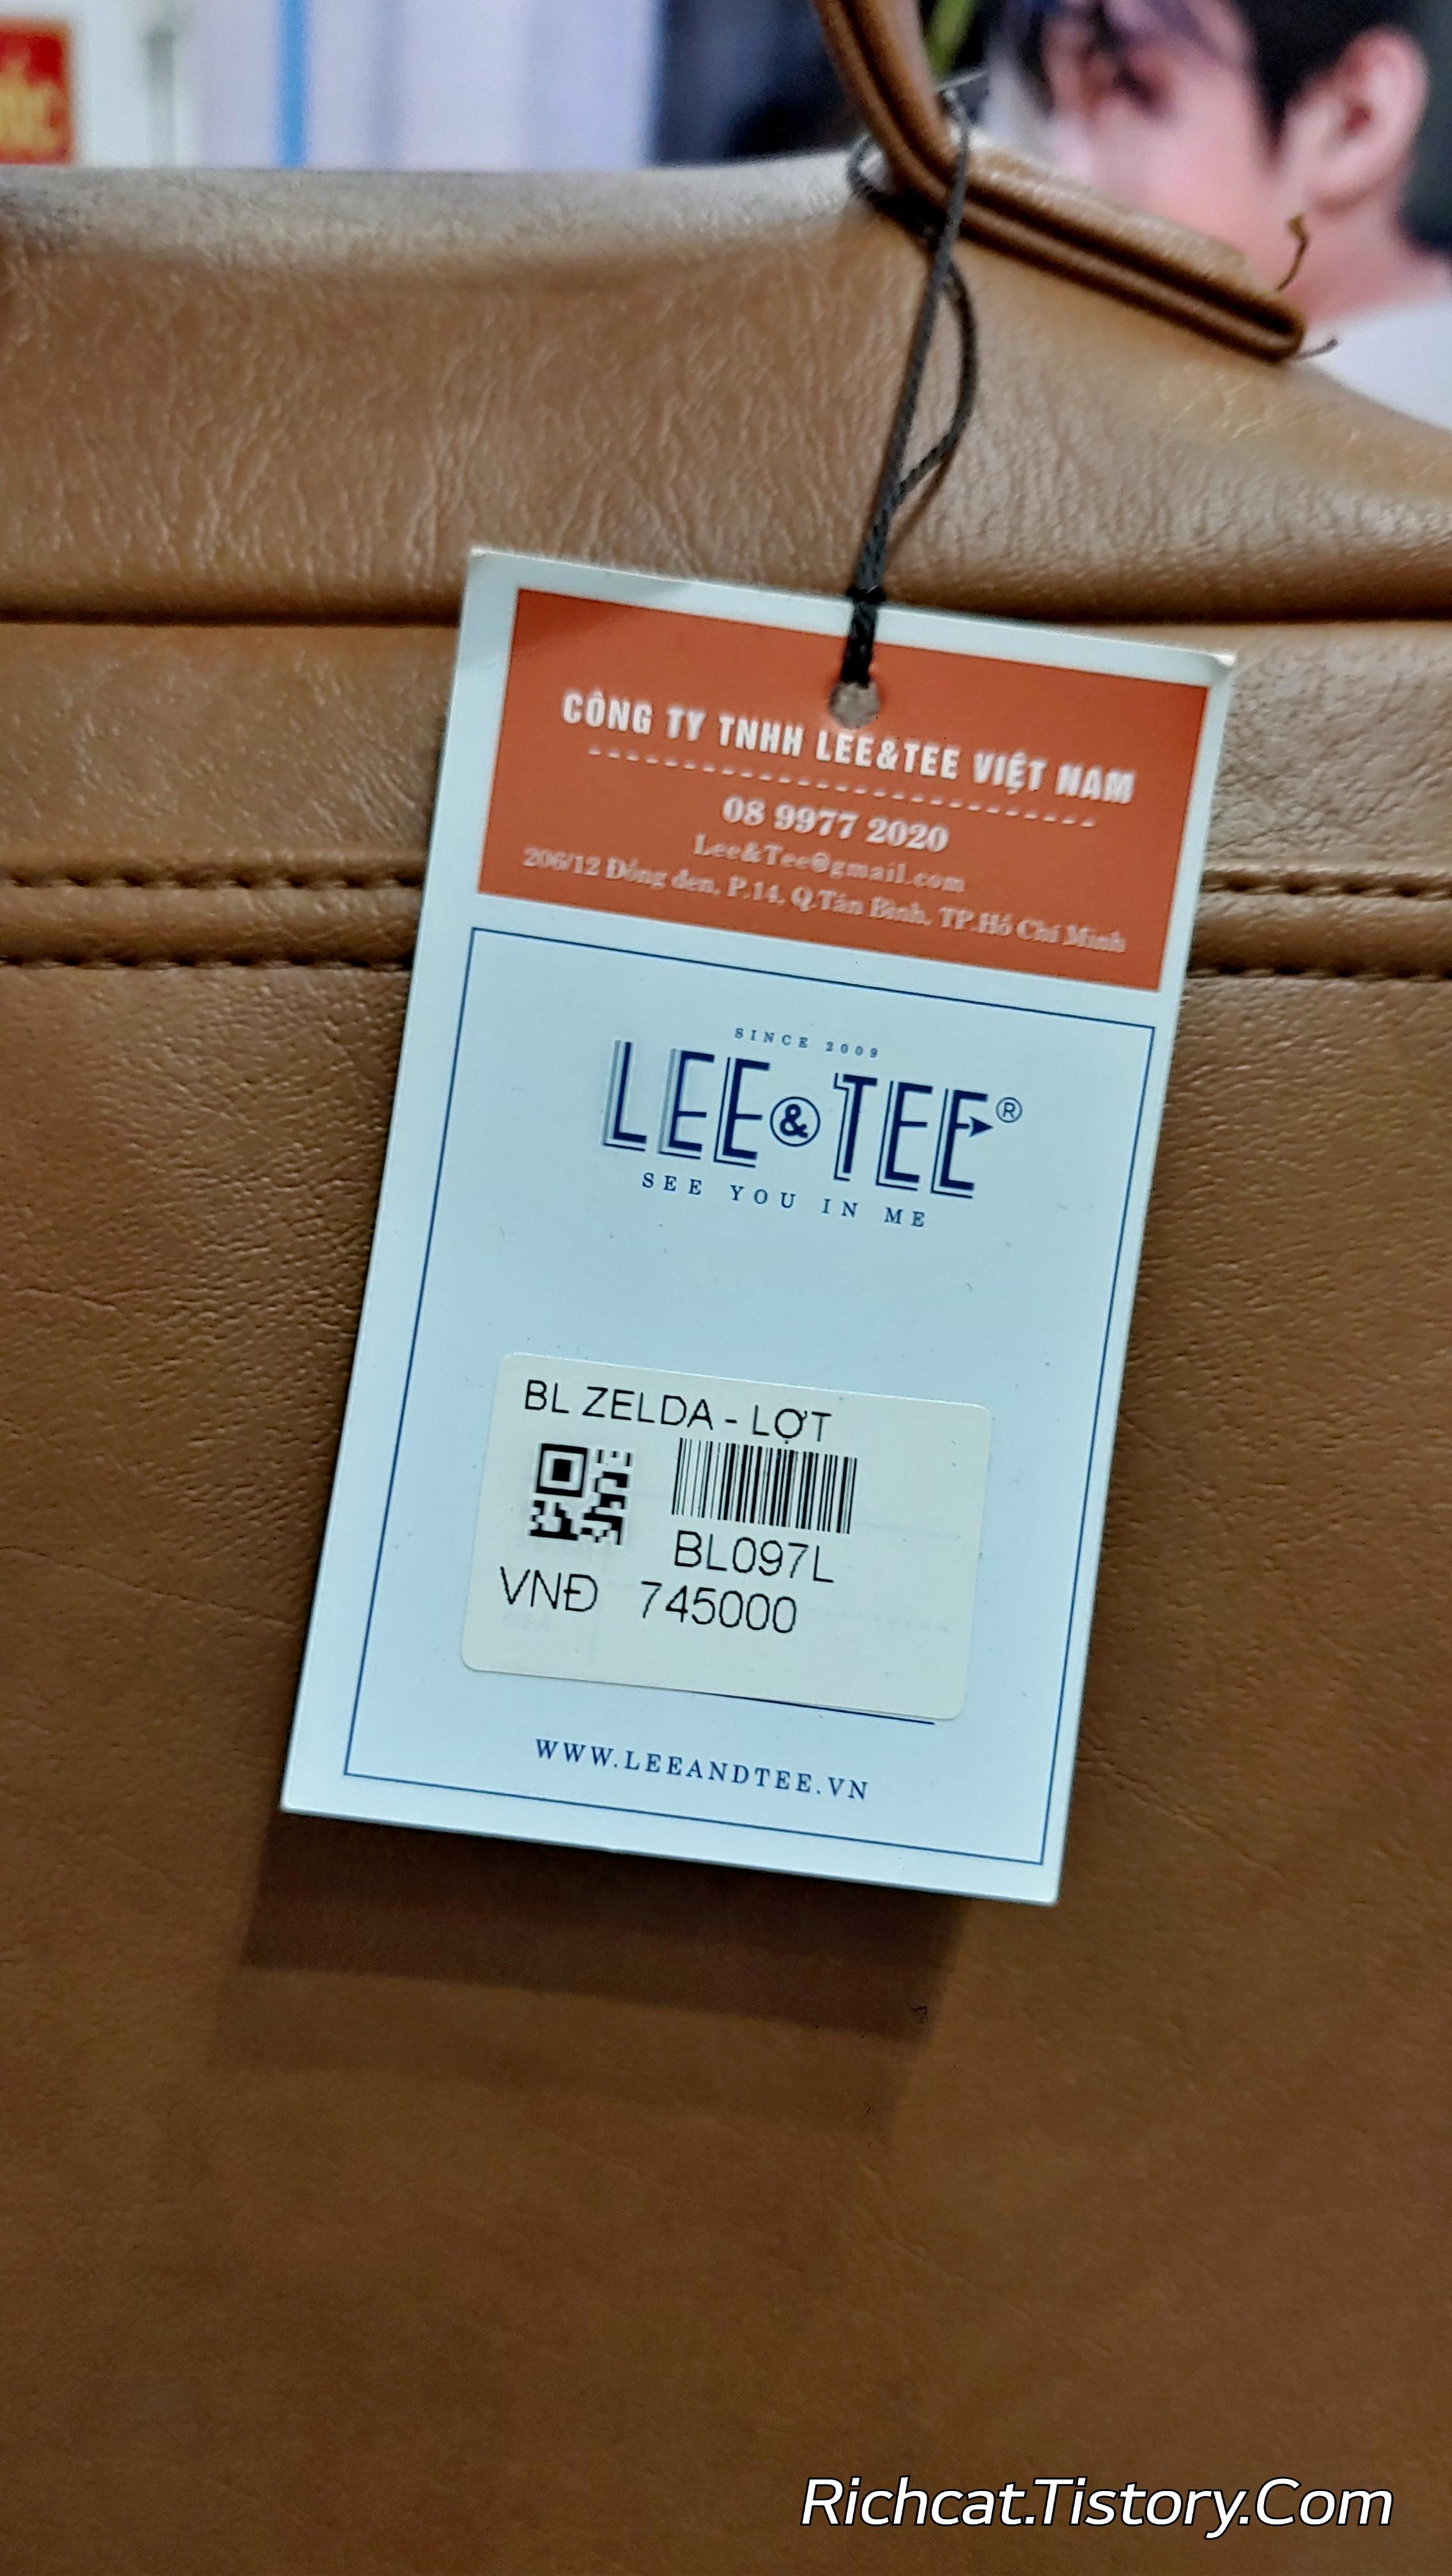 CÔNG TY TNHH LEE&TEE VIỆT NAM
08 9977 2020
Lee&Tee@gmail.com
206/12 Đồng đen, P.14, Q.Tân Bình, TP.Hồ Chí Minh
SINCE 2009
LEE&TEE®
SEE YOU IN ME
BL ZELDA - LỢT
BL097L
VNĐ 745000
WWW.LEEANDTEE.VN
Richcat.Tistory.Com